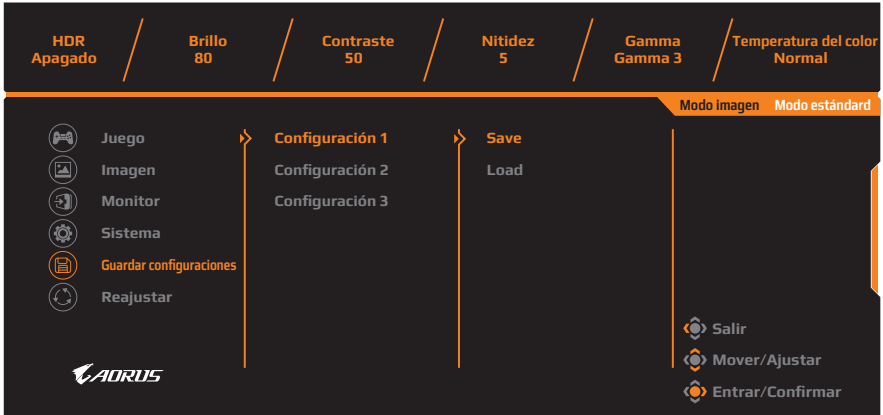 HDR Brillo Contraste Nitidez Gamma Temperatura del color
Apagado 80 50 5 Gamma 3 Normal
Modo imagen Modo estándard
Juego Configuración 1 Save
Imagen Configuración 2 Load
Monitor Configuración 3
Sistema
Guardar configuraciones
Reajustar
Salir
Mover/Ajustar
Entrar/Confirmar
AORUS